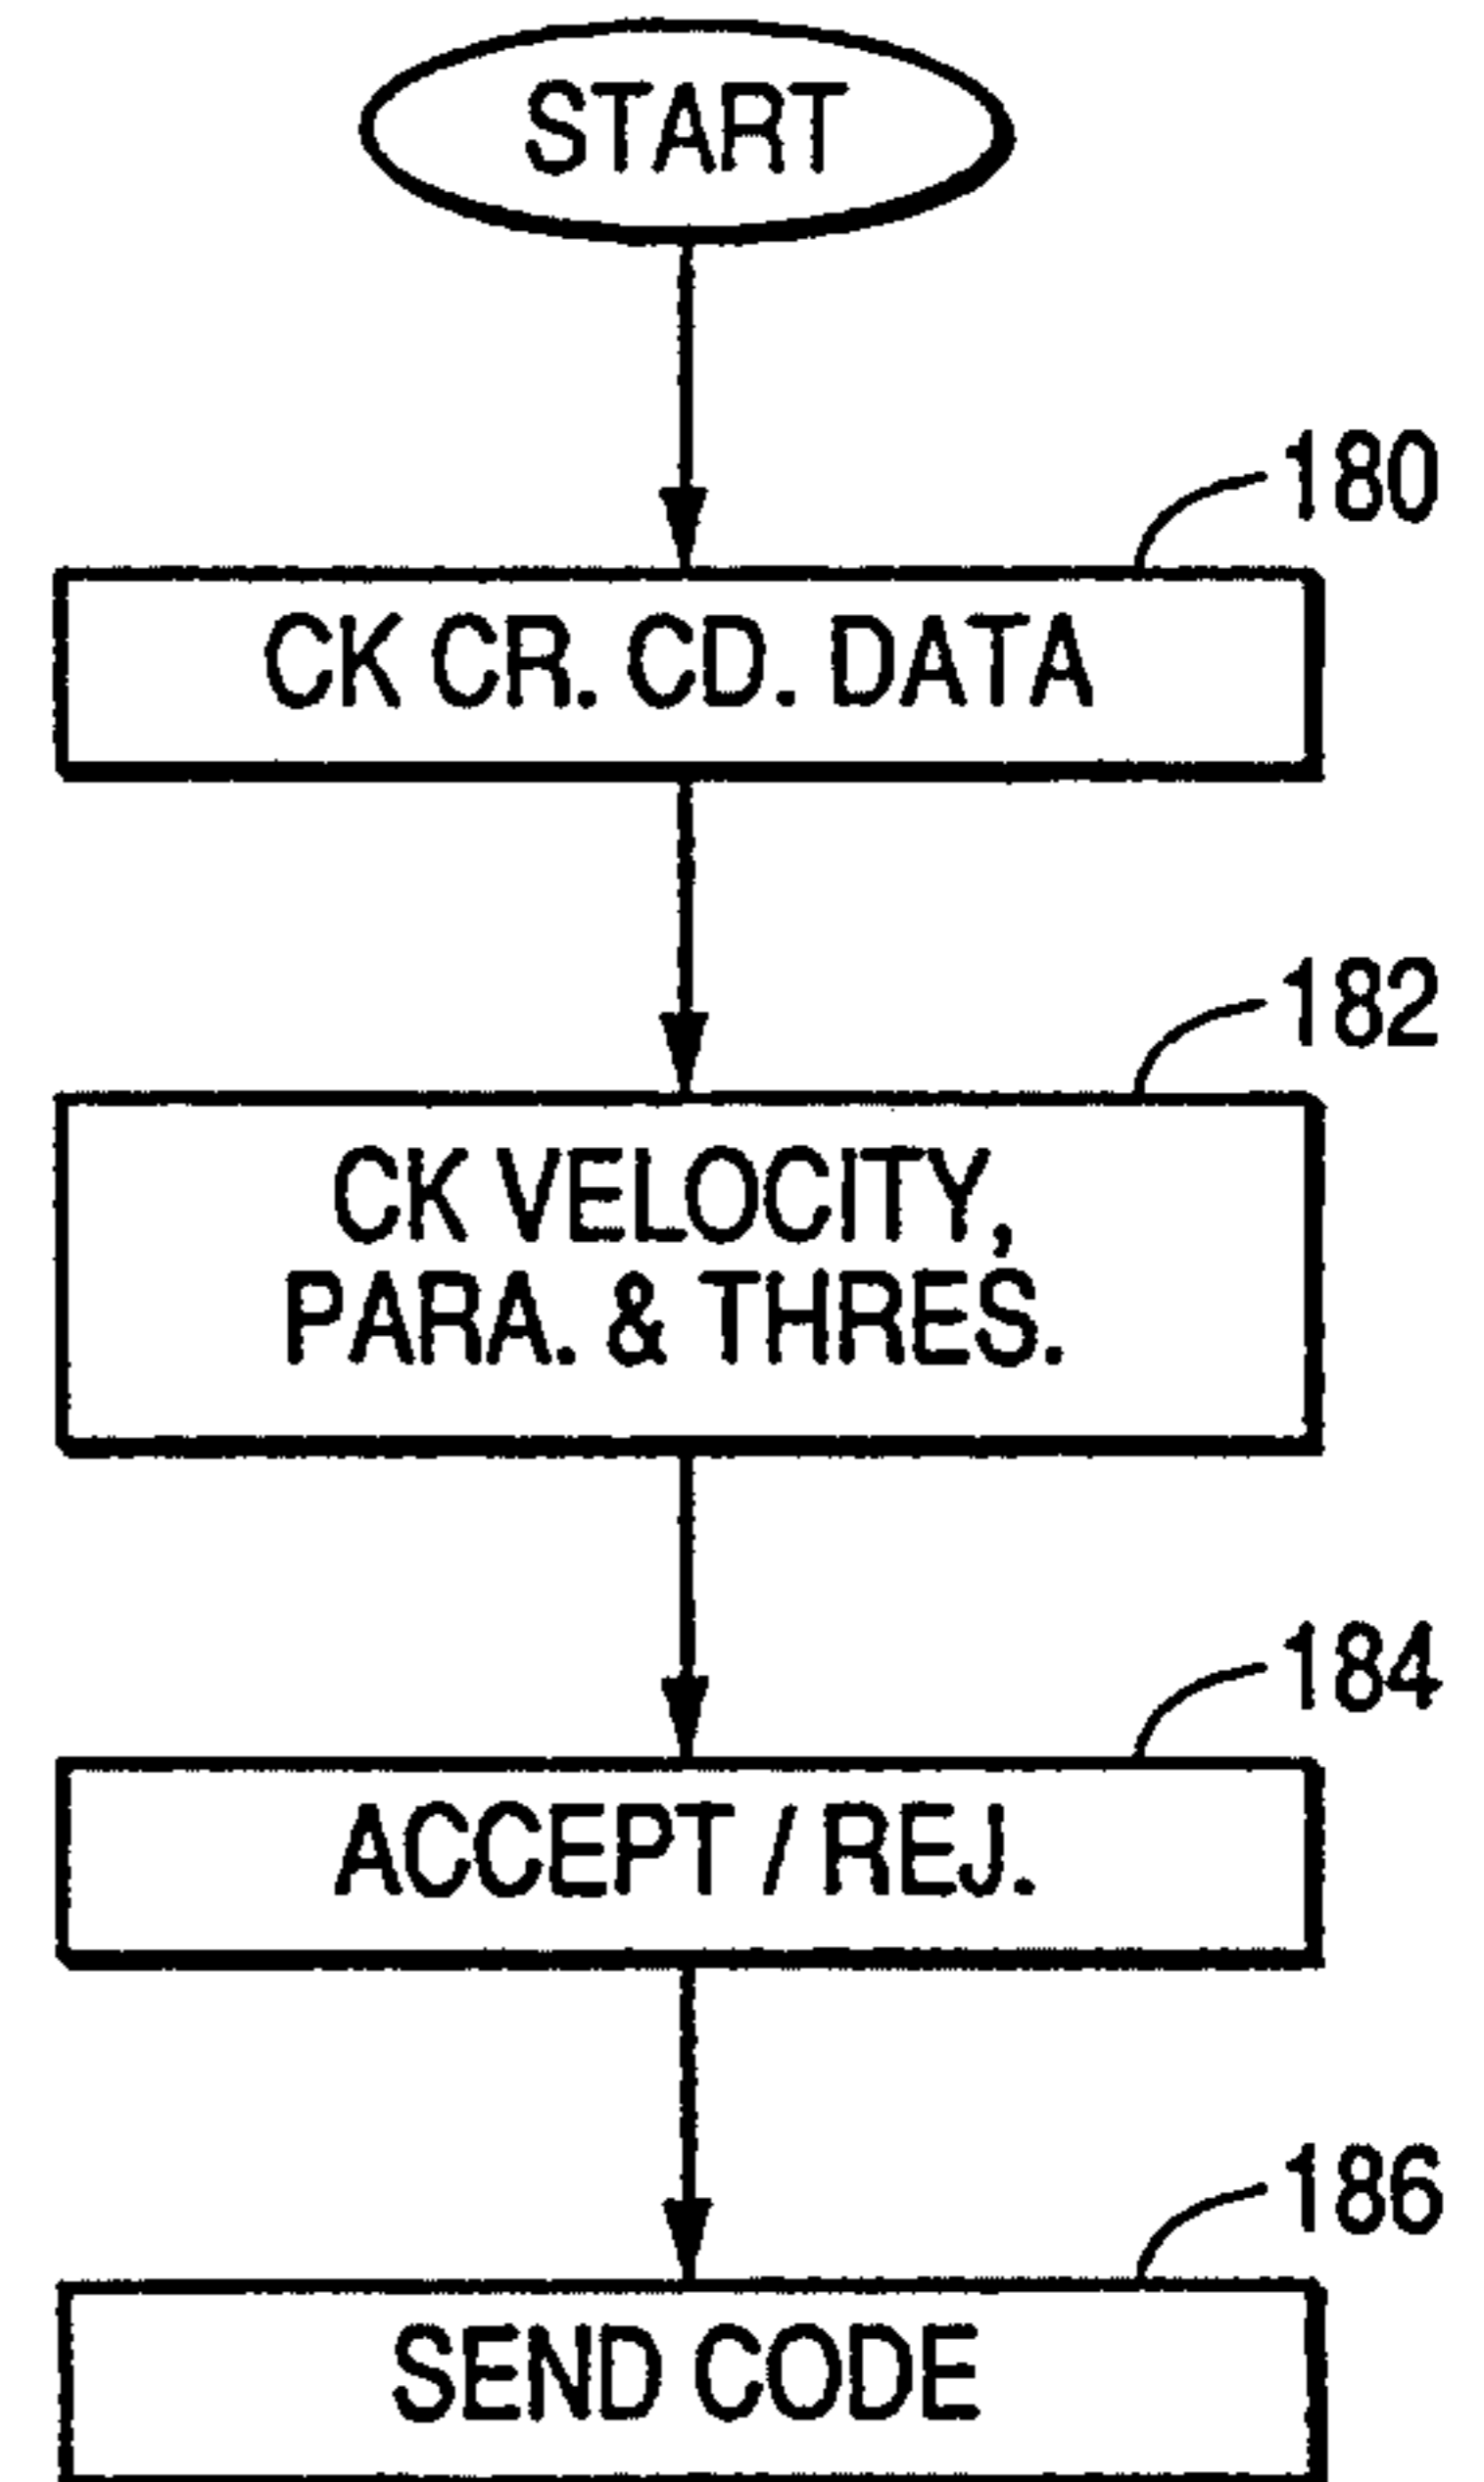 START
180
CK CR. CD. DATA
182
CK VELOCITY,
PARA. & THRES.
184
ACCEPT / REJ.
186
SEND CODE